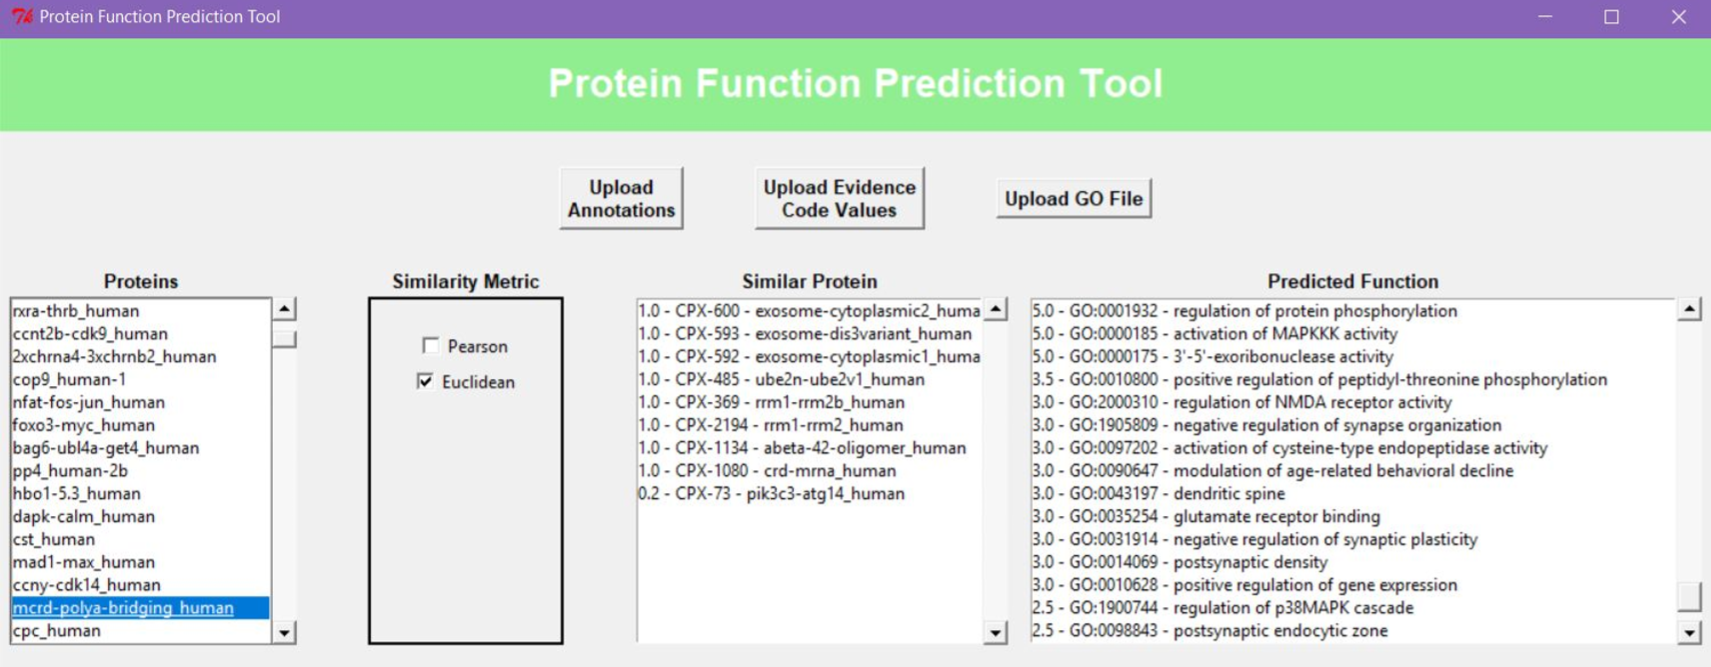 Protein Function Prediction Tool
Protein Function Prediction Tool
Upload
Annotations
Upload Evidence
Code Values
Upload GO File
Proteins
rxra-thrb_human
ccnt2b-cdk9_human
2xchrna4-3xchrnb2_human
cop9_human-1
nfat-fos-jun_human
foxo3-myc_human
bag6-ubl4a-get4_human
pp4_human-2b
hbo1-5.3_human
dapk-calm_human
cst_human
mad1-max_human
ccny-cdk14_human
mcrd-polya-bridging_human
cpc_human
Similarity Metric
Pearson
Euclidean
Similar Protein
1.0 - CPX-600 - exosome-cytoplasmic2_huma
1.0 - CPX-593 - exosome-dis3variant_human
1.0 - CPX-592 - exosome-cytoplasmic1_huma
1.0 - CPX-485 - ube2n-ube2v1_human
1.0 - CPX-369 - rrm1-rrm2b_human
1.0 - CPX-2194 - rrm1-rrm2_human
1.0 - CPX-1134 - abeta-42-oligomer_human
1.0 - CPX-1080 - crd-mrna_human
0.2 - CPX-73 - pik3c3-atg14_human
Predicted Function
5.0 - GO:0001932 - regulation of protein phosphorylation
5.0 - GO:0000185 - activation of MAPKKK activity
5.0 - GO:0000175 - 3'-5'-exoribonuclease activity
3.5 - GO:0010800 - positive regulation of peptidyl-threonine phosphorylation
3.0 - GO:2000310 - regulation of NMDA receptor activity
3.0 - GO:1905809 - negative regulation of synapse organization
3.0 - GO:0097202 - activation of cysteine-type endopeptidase activity
3.0 - GO:0090647 - modulation of age-related behavioral decline
3.0 - GO:0043197 - dendritic spine
3.0 - GO:0035254 - glutamate receptor binding
3.0 - GO:0031914 - negative regulation of synaptic plasticity
3.0 - GO:0014069 - postsynaptic density
3.0 - GO:0010628 - positive regulation of gene expression
2.5 - GO:1900744 - regulation of p38MAPK cascade
2.5 - GO:0098843 - postsynaptic endocytic zone